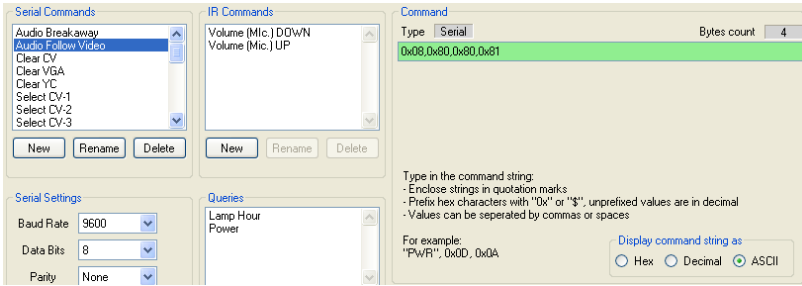 Serial Commands
Audio Breakaway
Audio Follow Video
Clear CV
Clear VGA
Clear YC
Select CV-1
Select CV-2
Select CV-3
New Rename Delete
IR Commands
Volume (MIc.) DOWN
Volume (Mic.) UP
New Rename Delete
Command
Type Serial Bytes count 4
0x08,0x80,0x80,0x81
Type in the command string:
- Enclose strings in quotation marks
- Prefix hex characters with "0x" or "$", unprefixed values are in decimal
- Values can be seperated by commas or spaces
For example:
"PWR", 0x0D, 0x0A
Display command string as
Hex Decimal ASCII
Serial Settings
Baud Rate 9600
Data Bits 8
Parity None
Queries
Lamp Hour
Power